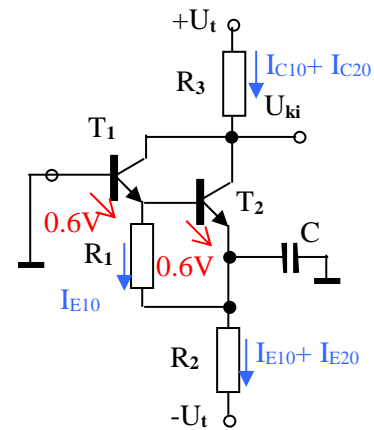 +Ut
IC10+ IC20
R3
Uki
T1
T2
0.6V
R1
0.6V
C
IE10
R2
IE10+ IE20
-Ut